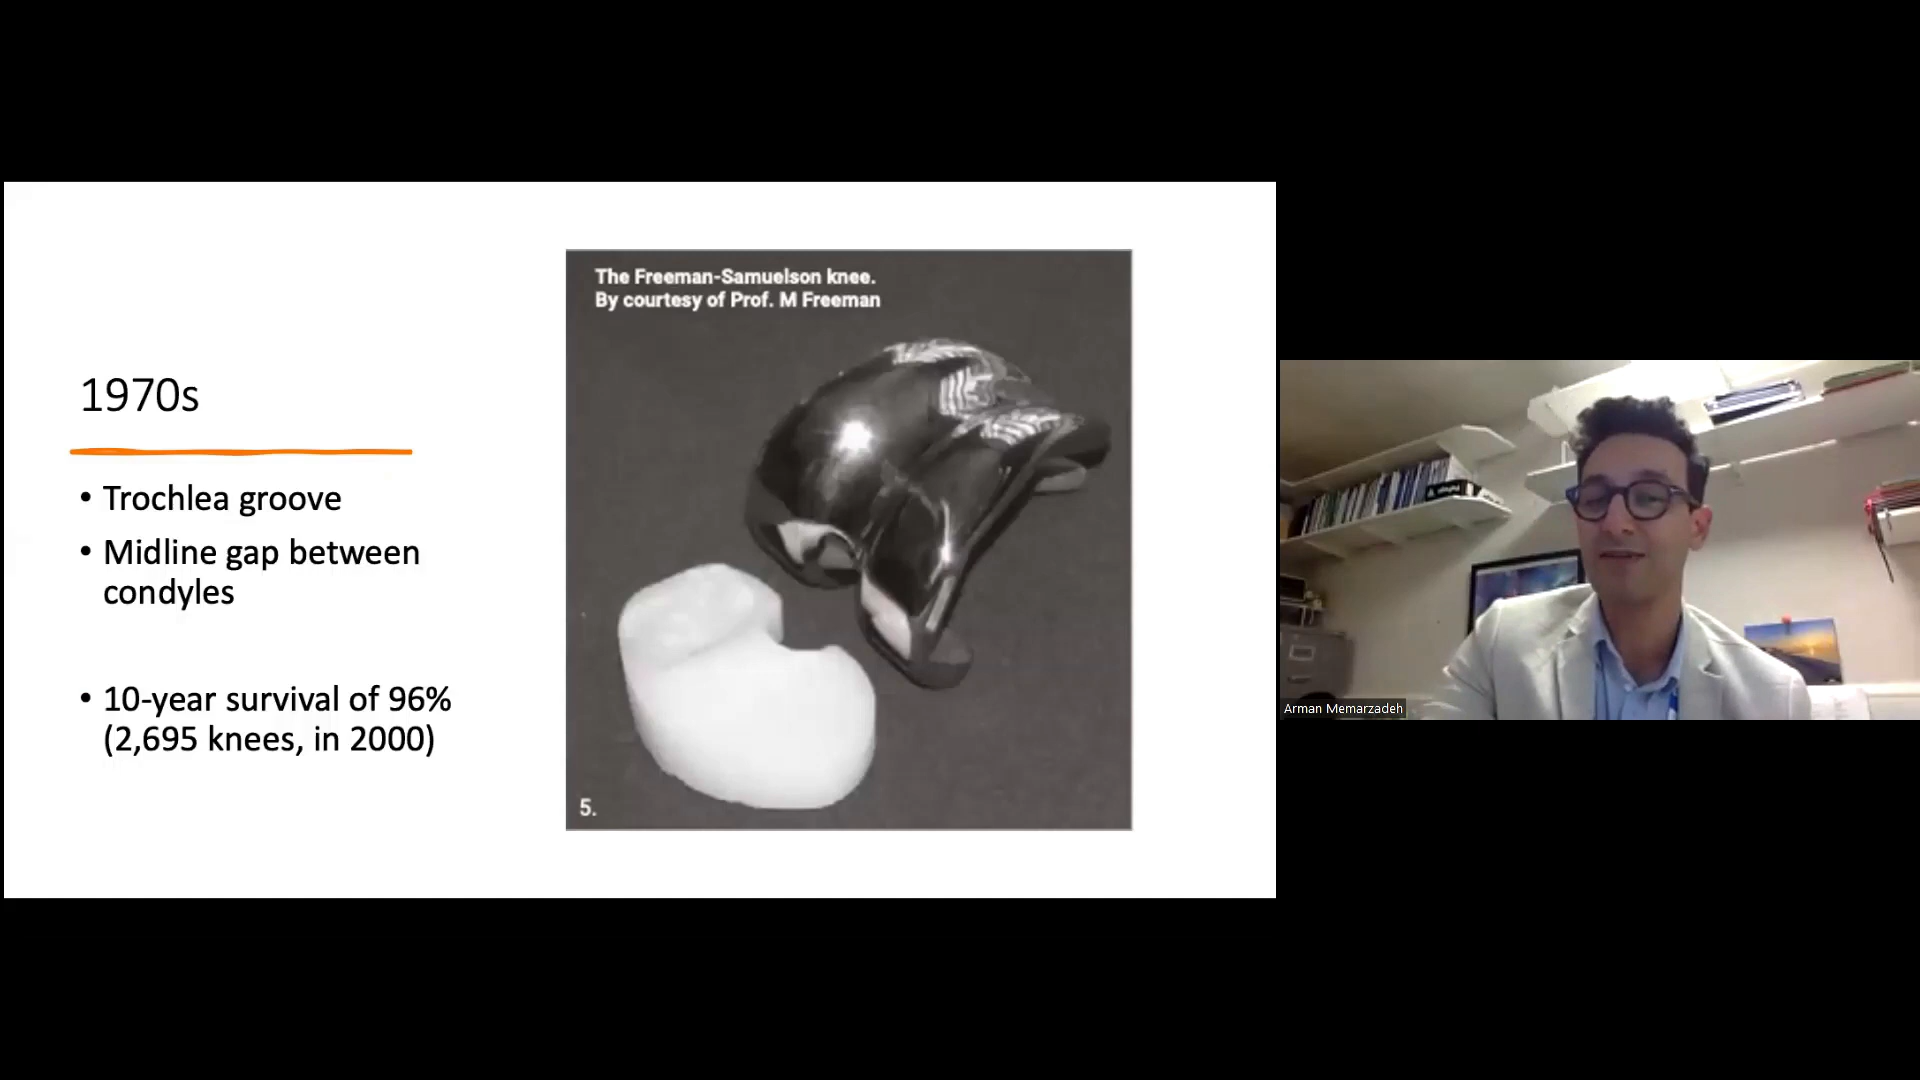 The Freeman-Samuelson knee.
By courtesy of Prof. M Freeman
1970s
• Trochlea groove
• Midline gap between
condyles
• 10-year survival of 96%
(2,695 knees, in 2000)
5.
Arman Memarzadeh